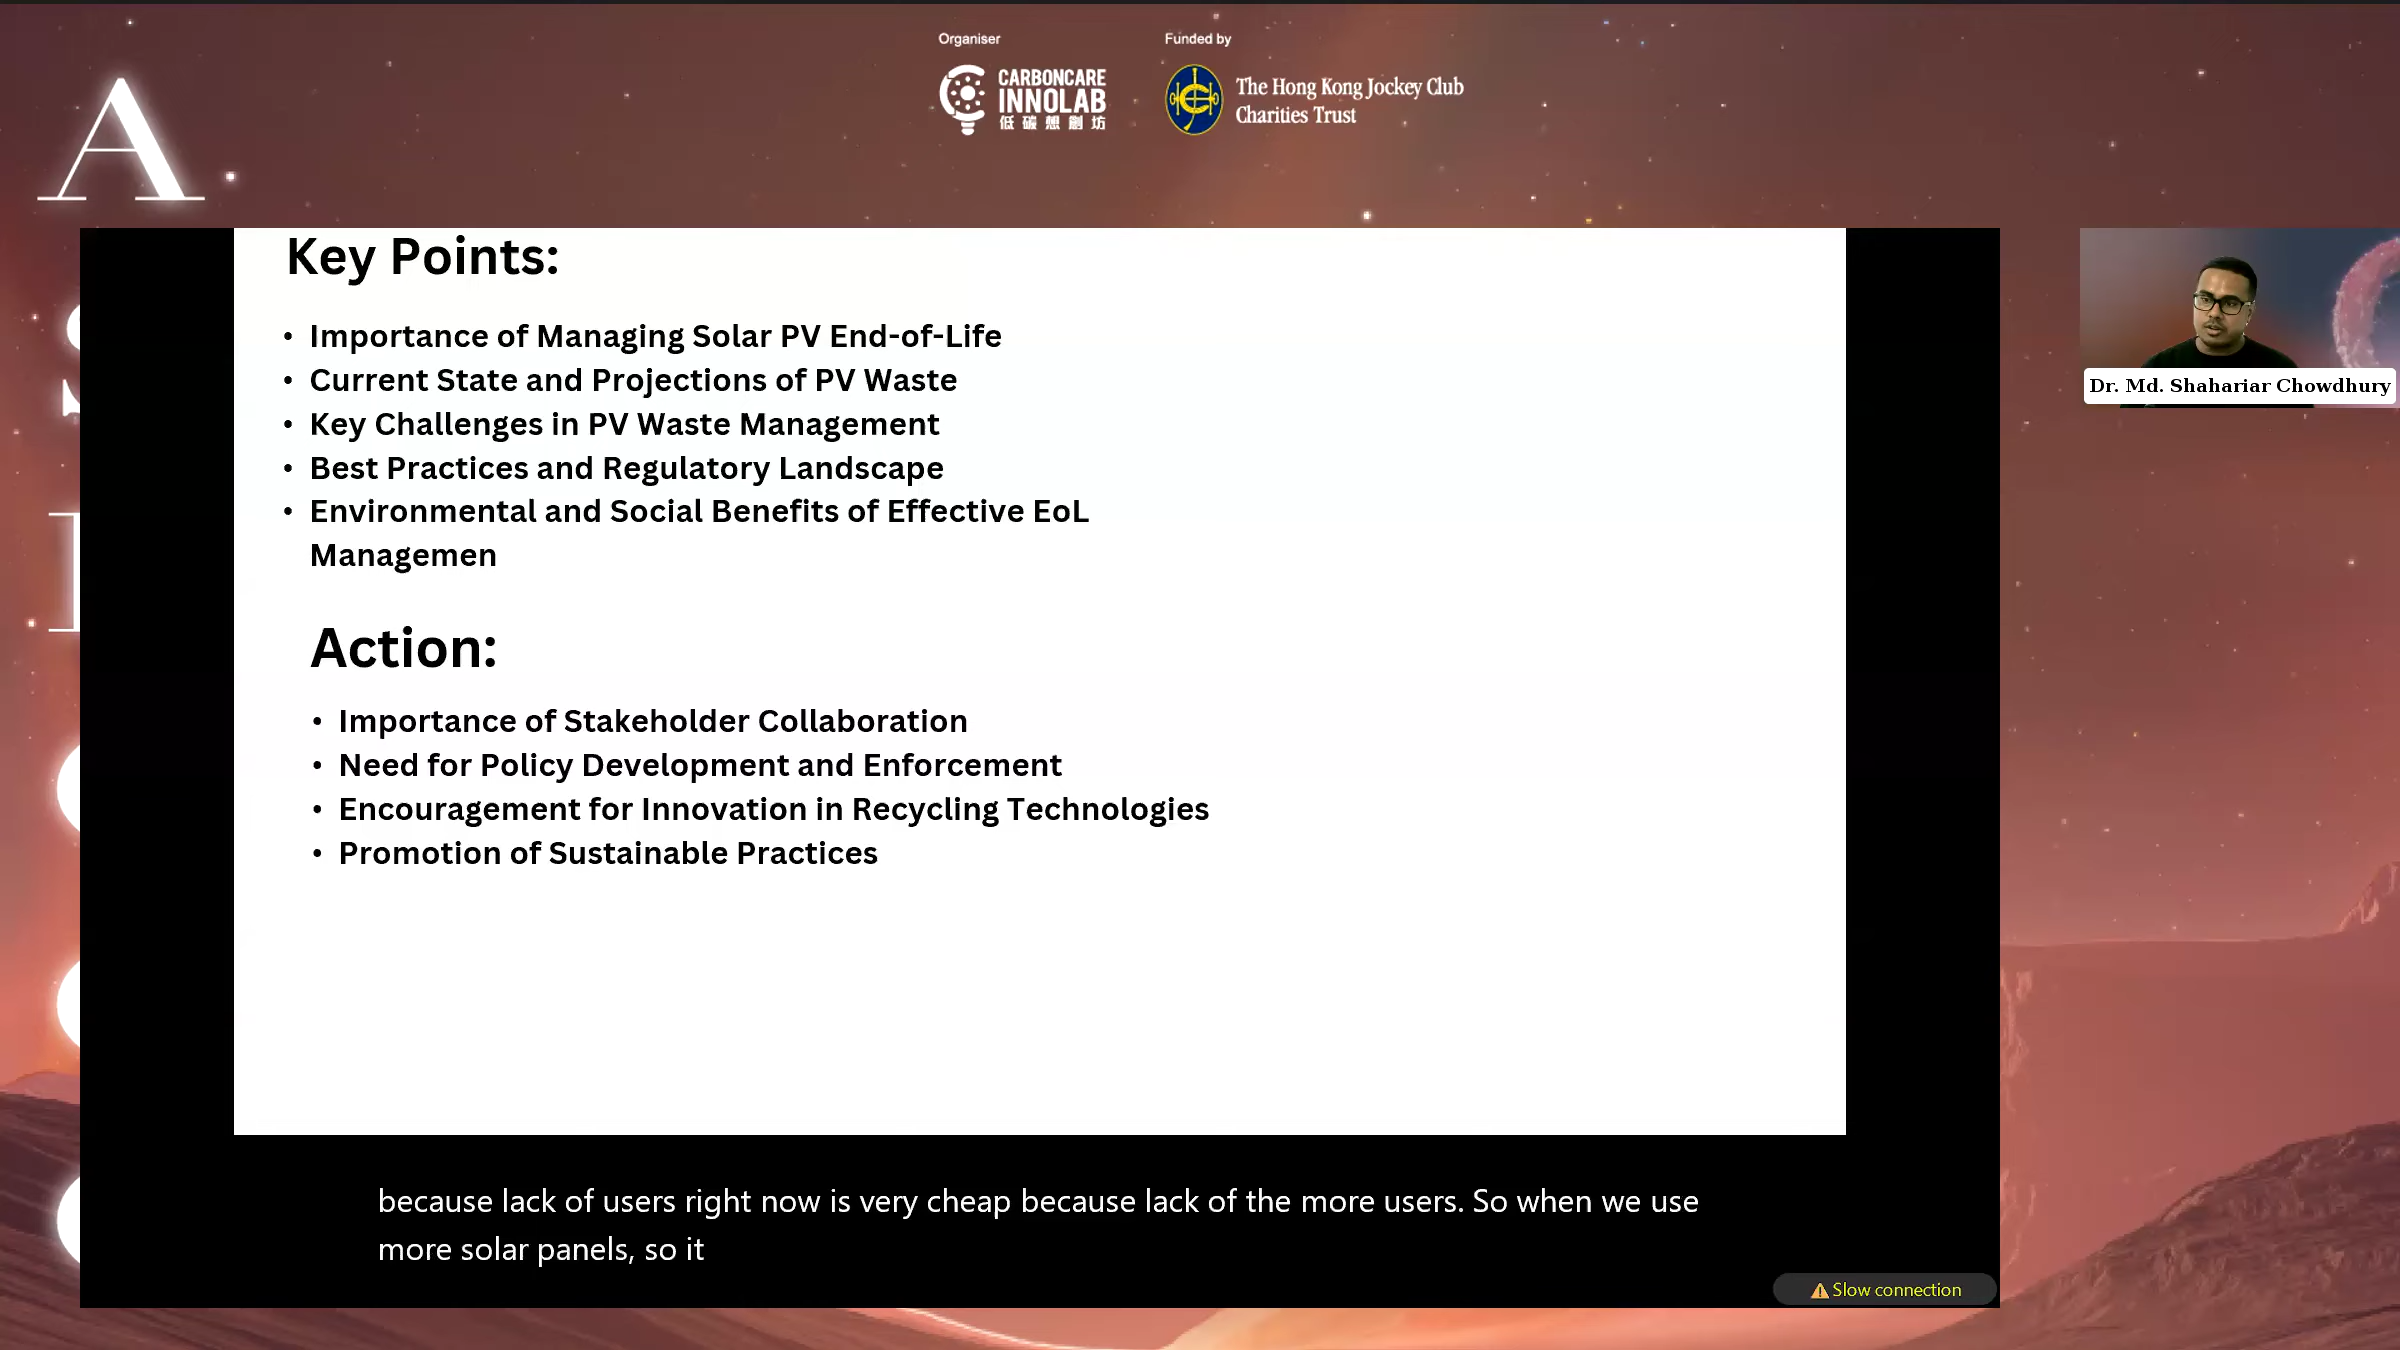 Organiser
Funded by
CARBONCARE
INNOLAB
低碳想創坊
The Hong Kong Jockey Club
Charities Trust
A
Key Points:
• Importance of Managing Solar PV End-of-Life
• Current State and Projections of PV Waste
• Key Challenges in PV Waste Management
• Best Practices and Regulatory Landscape
• Environmental and Social Benefits of Effective EoL
Managemen
Action:
• Importance of Stakeholder Collaboration
• Need for Policy Development and Enforcement
• Encouragement for Innovation in Recycling Technologies
• Promotion of Sustainable Practices
Dr. Md. Shahariar Chowdhury
because lack of users right now is very cheap because lack of the more users. So when we use
more solar panels, so it
Slow connection